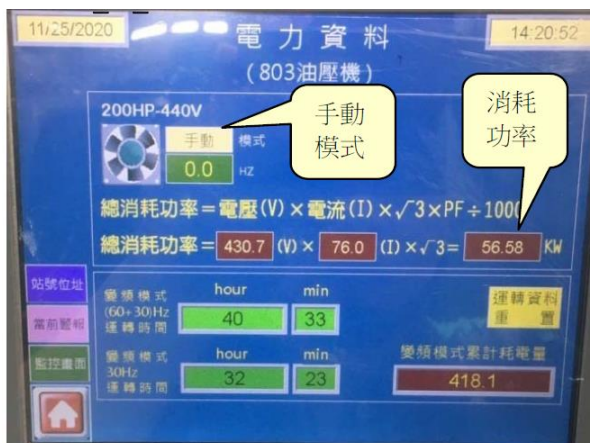 11/25/2020
電力資料
14:20:52
(803油壓機)
200HP-440V
手動 模式
0.0 HZ
手動
模式
消耗
功率
總消耗功率=電壓(V)×電流(I)×√3×PF÷1000
總消耗功率= 430.7 (V)× 76.0 (I)×√3= 56.58 KW
站號位址
當前警報
監控畫面
變頻模式
(60+30)Hz
運轉時間
hour min
40 33
運轉資料
重 置
變頻模式
30Hz
運轉時間
hour min
32 23
變頻模式累計耗電量
418.1